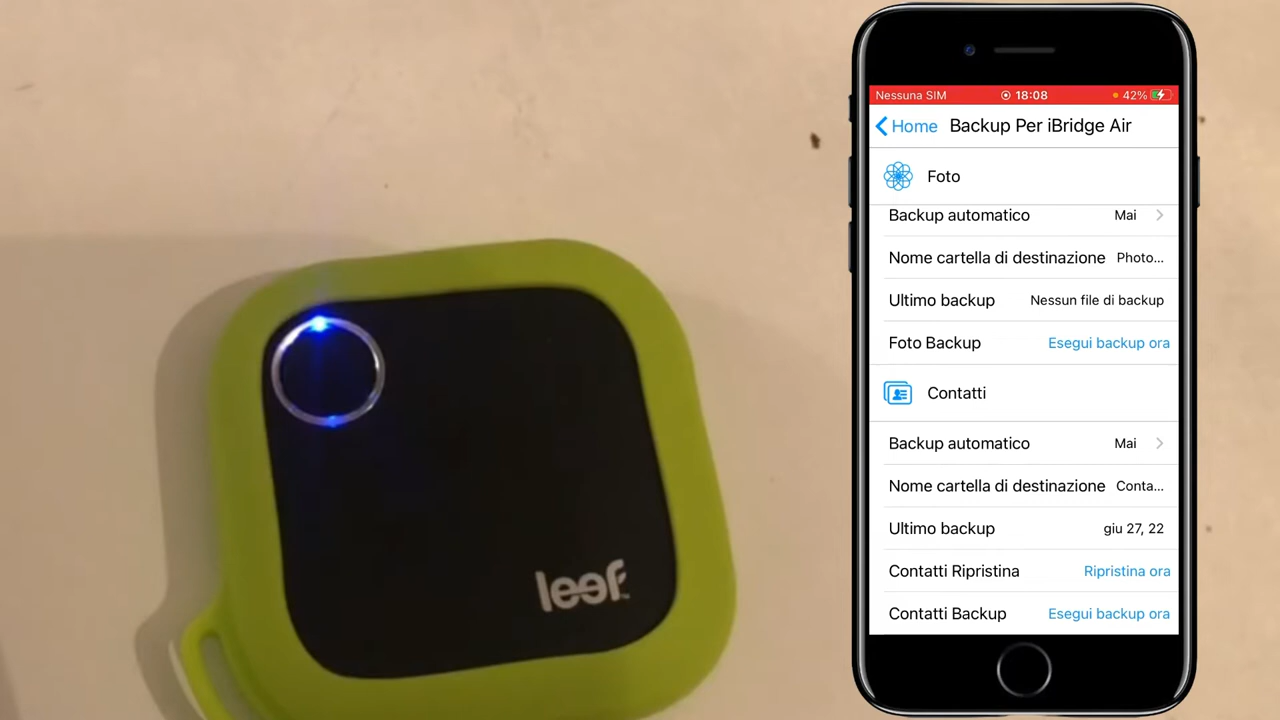 Nessuna SIM 18:08 42%
Home Backup Per iBridge Air
Foto
Backup automatico Mai
Nome cartella di destinazione Photo...
Ultimo backup Nessun file di backup
Foto Backup Esegui backup ora
Contatti
Backup automatico Mai
Nome cartella di destinazione Conta...
Ultimo backup giu 27, 22
Contatti Ripristina Ripristina ora
Contatti Backup Esegui backup ora
leef